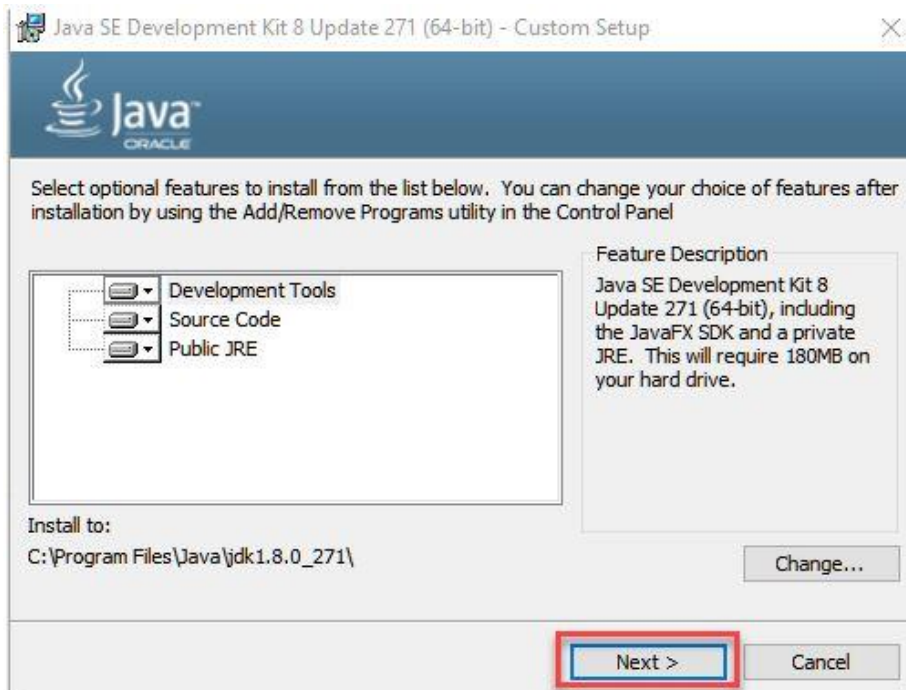 Java SE Development Kit 8 Update 271 (64-bit) - Custom Setup
Java
ORACLE
Select optional features to install from the list below. You can change your choice of features after
installation by using the Add/Remove Programs utility in the Control Panel
Development Tools
Source Code
Public JRE
Feature Description
Java SE Development Kit 8
Update 271 (64-bit), including
the JavaFX SDK and a private
JRE. This will require 180MB on
your hard drive.
Install to:
C:\Program Files\Java\jdk1.8.0_271\
Change...
Next >
Cancel